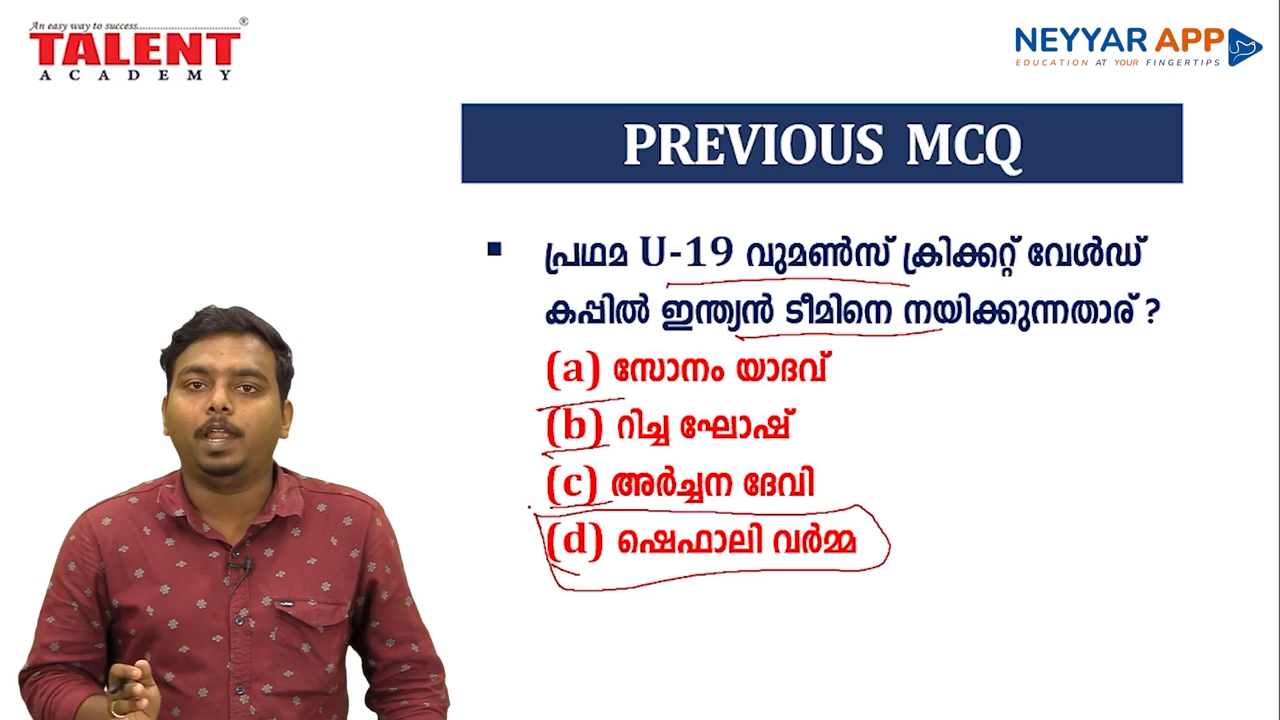 An easy way to success
TALENT
ACADEMY
NEYYAR APP
EDUCATION AT YOUR FINGERTIPS
PREVIOUS MCQ
പ്രഥമ U-19 വുമൺസ് ക്രിക്കറ്റ് വേൾഡ്
കപ്പിൽ ഇന്ത്യൻ ടീമിനെ നയിക്കുന്നതാര് ?
(a) സോനം യാദവ്
(b) റിച്ച ഘോഷ്
(c) അർച്ചന ദേവി
(d) ഷെഫാലി വർമ്മ